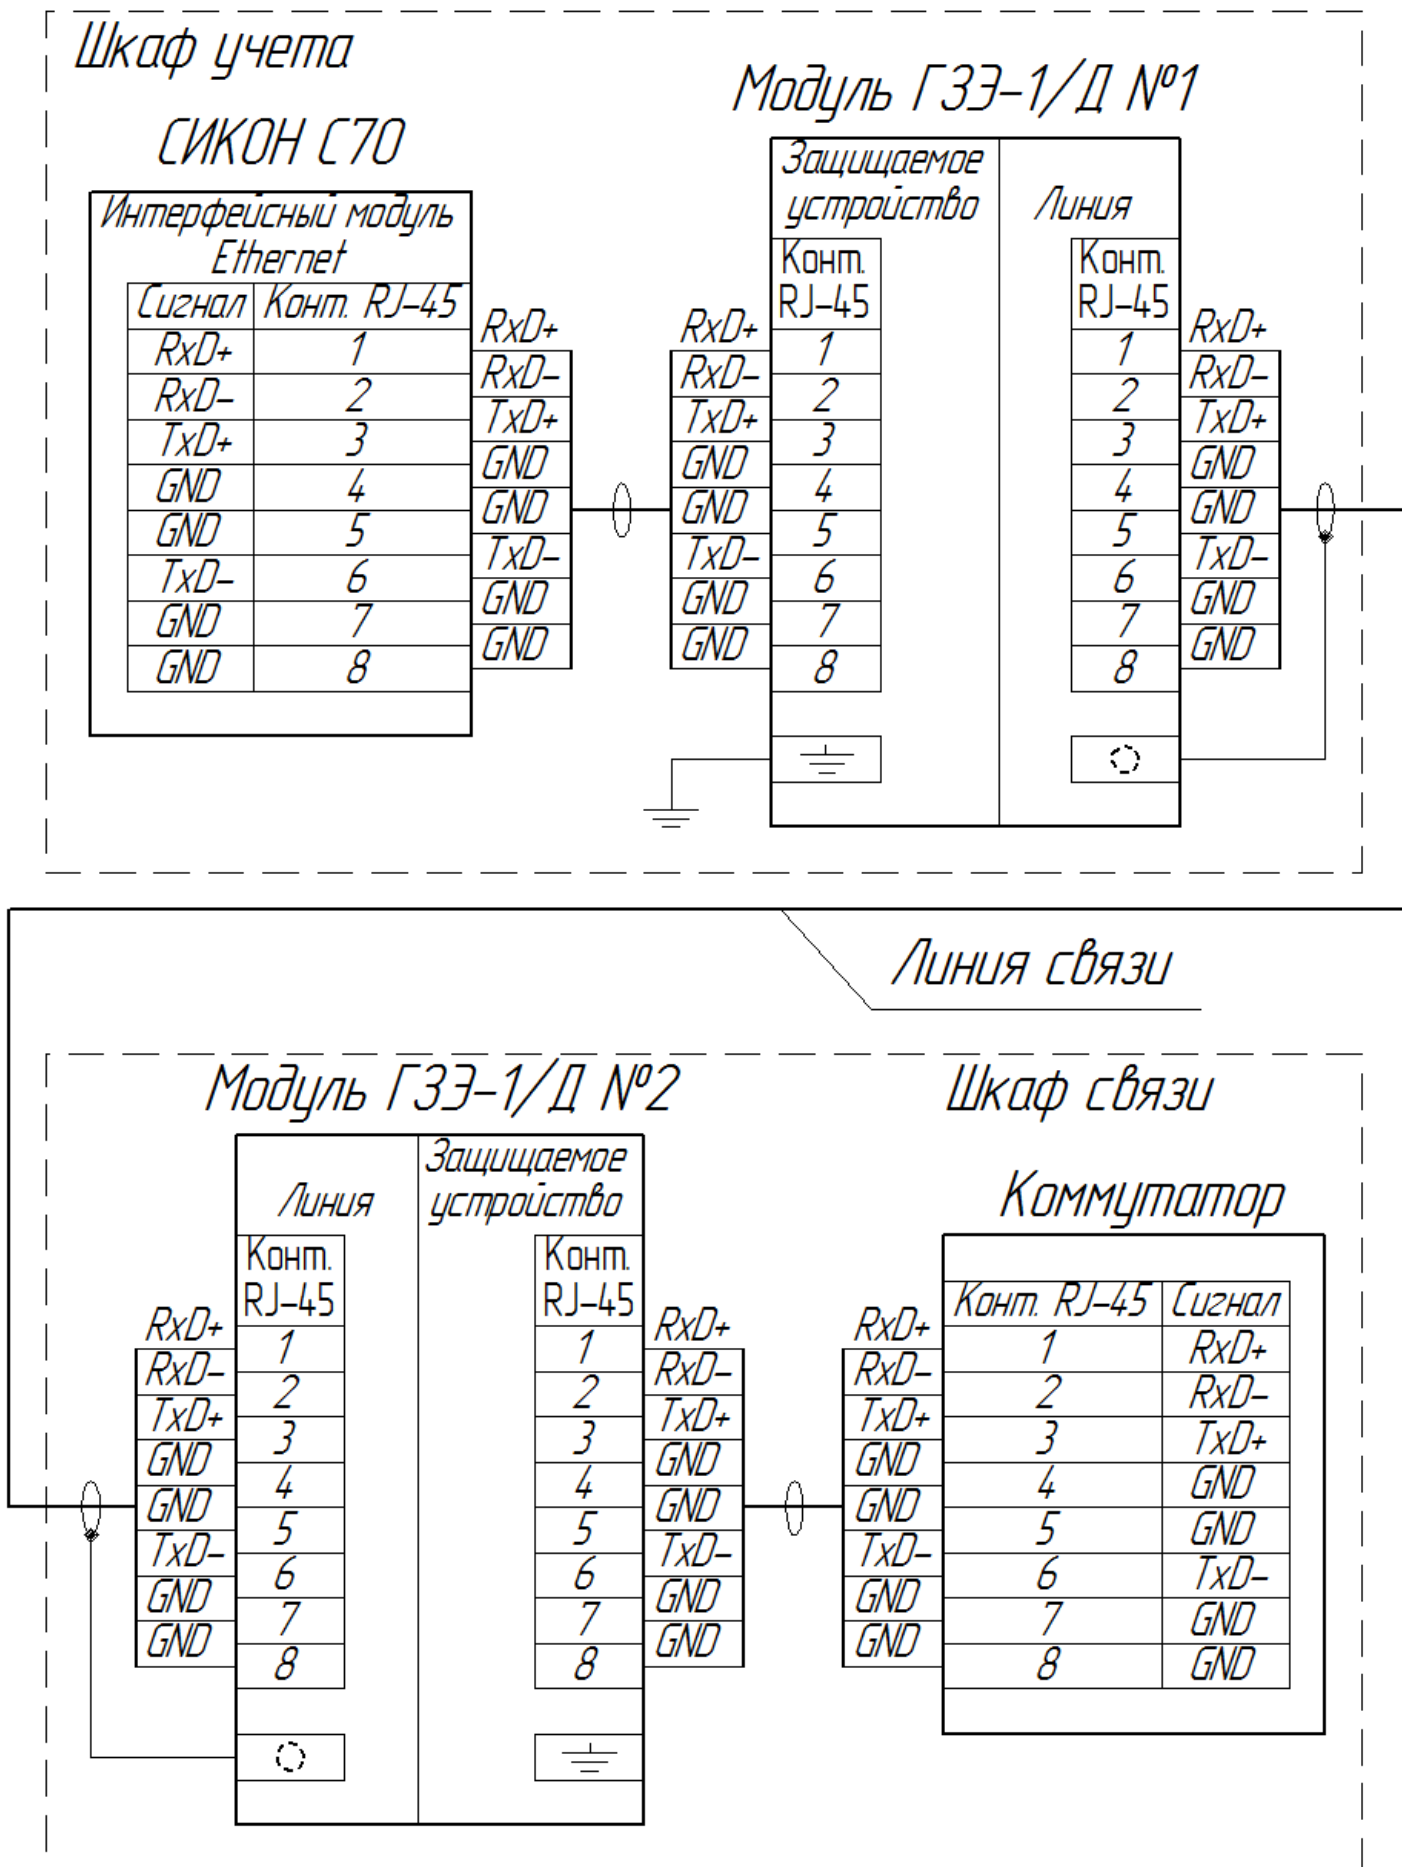 Шкаф учета
СИКОН С70
Интерфейсный модуль
Ethernet
Сигнал Конт. RJ-45
RxD+ 1
RxD- 2
TxD+ 3
GND 4
GND 5
TxD- 6
GND 7
GND 8
RxD+
RxD-
TxD+
GND
GND
TxD-
GND
GND
Модуль ГЗЭ-1/Д №1
RxD+
RxD-
TxD+
GND
GND
TxD-
GND
GND
Защищаемое
устройство
Конт.
RJ-45
1
2
3
4
5
6
7
8
Линия
Конт.
RJ-45
1
2
3
4
5
6
7
8
RxD+
RxD-
TxD+
GND
GND
TxD-
GND
GND
Линия связи
Модуль ГЗЭ-1/Д №2
RxD+
RxD-
TxD+
GND
GND
TxD-
GND
GND
Линия
Конт.
RJ-45
1
2
3
4
5
6
7
8
Защищаемое
устройство
Конт.
RJ-45
1
2
3
4
5
6
7
8
RxD+
RxD-
TxD+
GND
GND
TxD-
GND
GND
Шкаф связи
Коммутатор
RxD+
RxD-
TxD+
GND
GND
TxD-
GND
GND
Конт. RJ-45 Сигнал
1 RxD+
2 RxD-
3 TxD+
4 GND
5 GND
6 TxD-
7 GND
8 GND